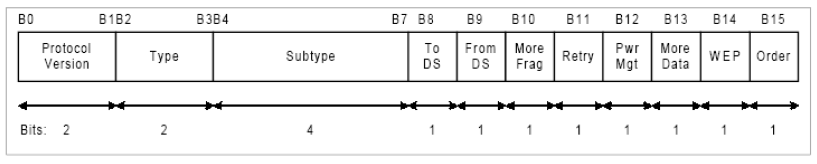 B0 B1B2 B3B4 B7 B8 B9 B10 B11 B12 B13 B14 B15
Protocol Version Type Subtype To DS From DS More Frag Retry Pwr Mgt More Data WEP Order
Bits: 2 2 4 1 1 1 1 1 1 1 1